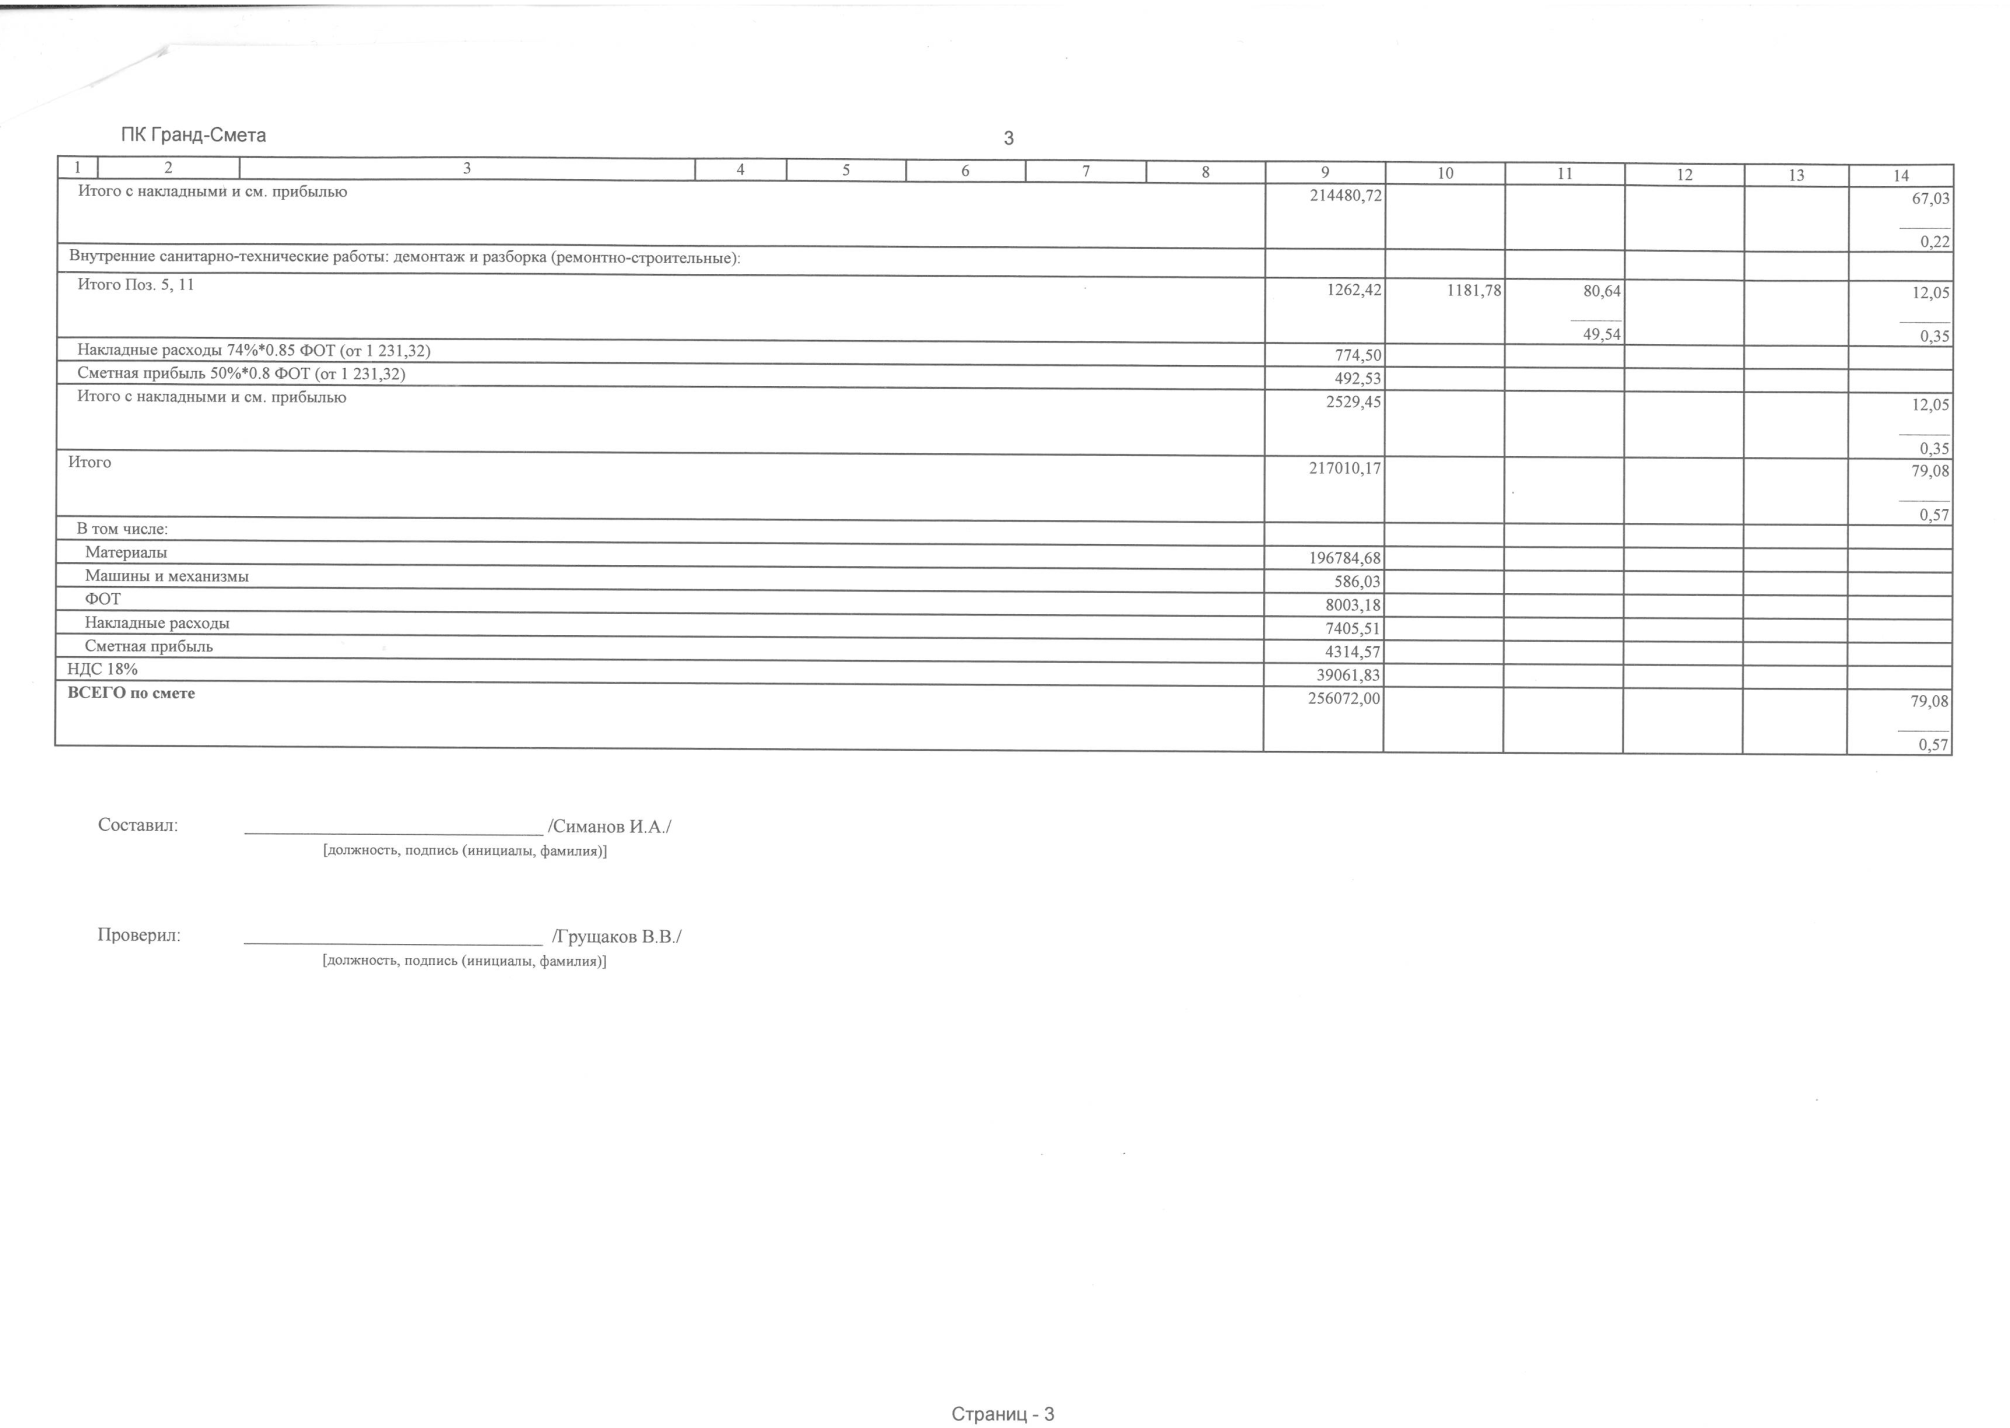 ПК Гранд-Смета 3
1 2 3 4 5 6 7 8 9 10 11 12 13 14
Итого с накладными и см. прибылью 214480,72 67,03
0,22
Внутренние санитарно-технические работы: демонтаж и разборка (ремонтно-строительные):
Итого Поз. 5, 11 1262,42 1181,78 80,64 12,05
49,54 0,35
Накладные расходы 74%*0.85 ФОТ (от 1 231,32) 774,50
Сметная прибыль 50%*0.8 ФОТ (от 1 231,32) 492,53
Итого с накладными и см. прибылью 2529,45 12,05
0,35
Итого 217010,17 79,08
0,57
В том числе:
Материалы 196784,68
Машины и механизмы 586,03
ФОТ 8003,18
Накладные расходы 7405,51
Сметная прибыль 4314,57
НДС 18% 39061,83
ВСЕГО по смете 256072,00 79,08
0,57
Составил: /Симанов И.А./
[должность, подпись (инициалы, фамилия)]
Проверил: /Грущаков В.В./
[должность, подпись (инициалы, фамилия)]
Страниц - 3